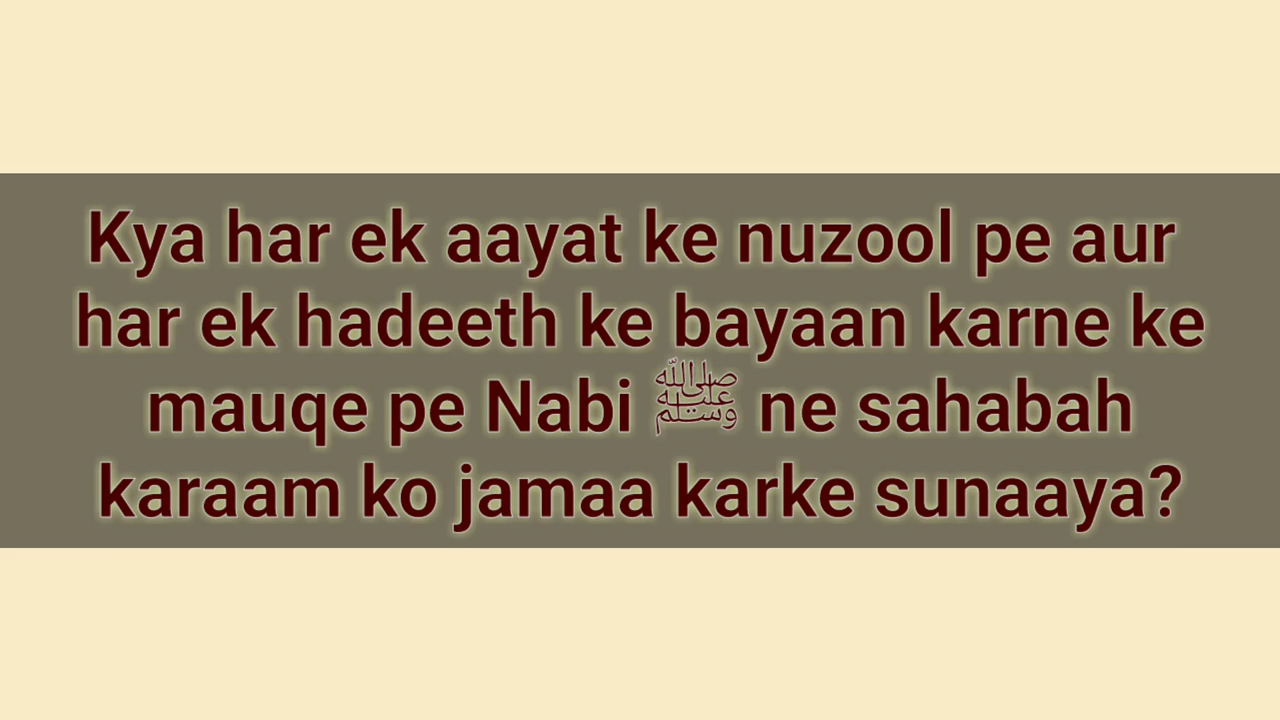 Kya har ek aayat ke nuzool pe aur
har ek hadeeth ke bayaan karne ke
mauqe pe Nabi ﷺ ne sahabah
karaam ko jamaa karke sunaaya?